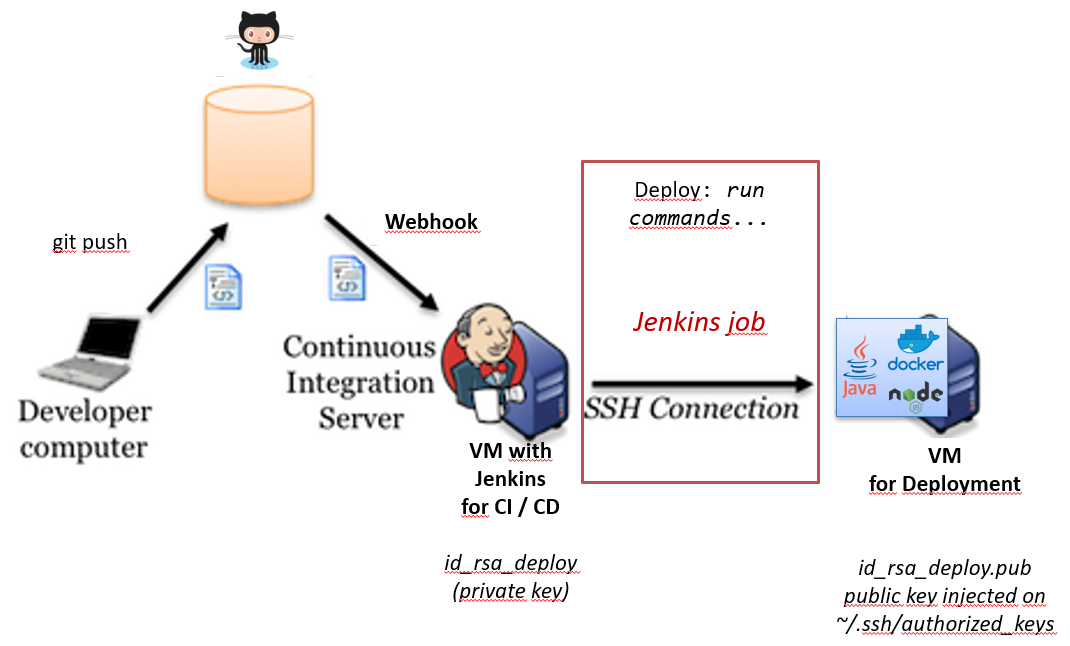 git push
Webhook
Deploy: run
commands...
Jenkins job
Developer
computer
Continuous
Integration
Server
SSH Connection
Java
docker
node
JS
VM with
Jenkins
for CI / CD
VM
for Deployment
id_rsa_deploy
(private key)
id_rsa_deploy.pub
public key injected on
~/.ssh/authorized_keys